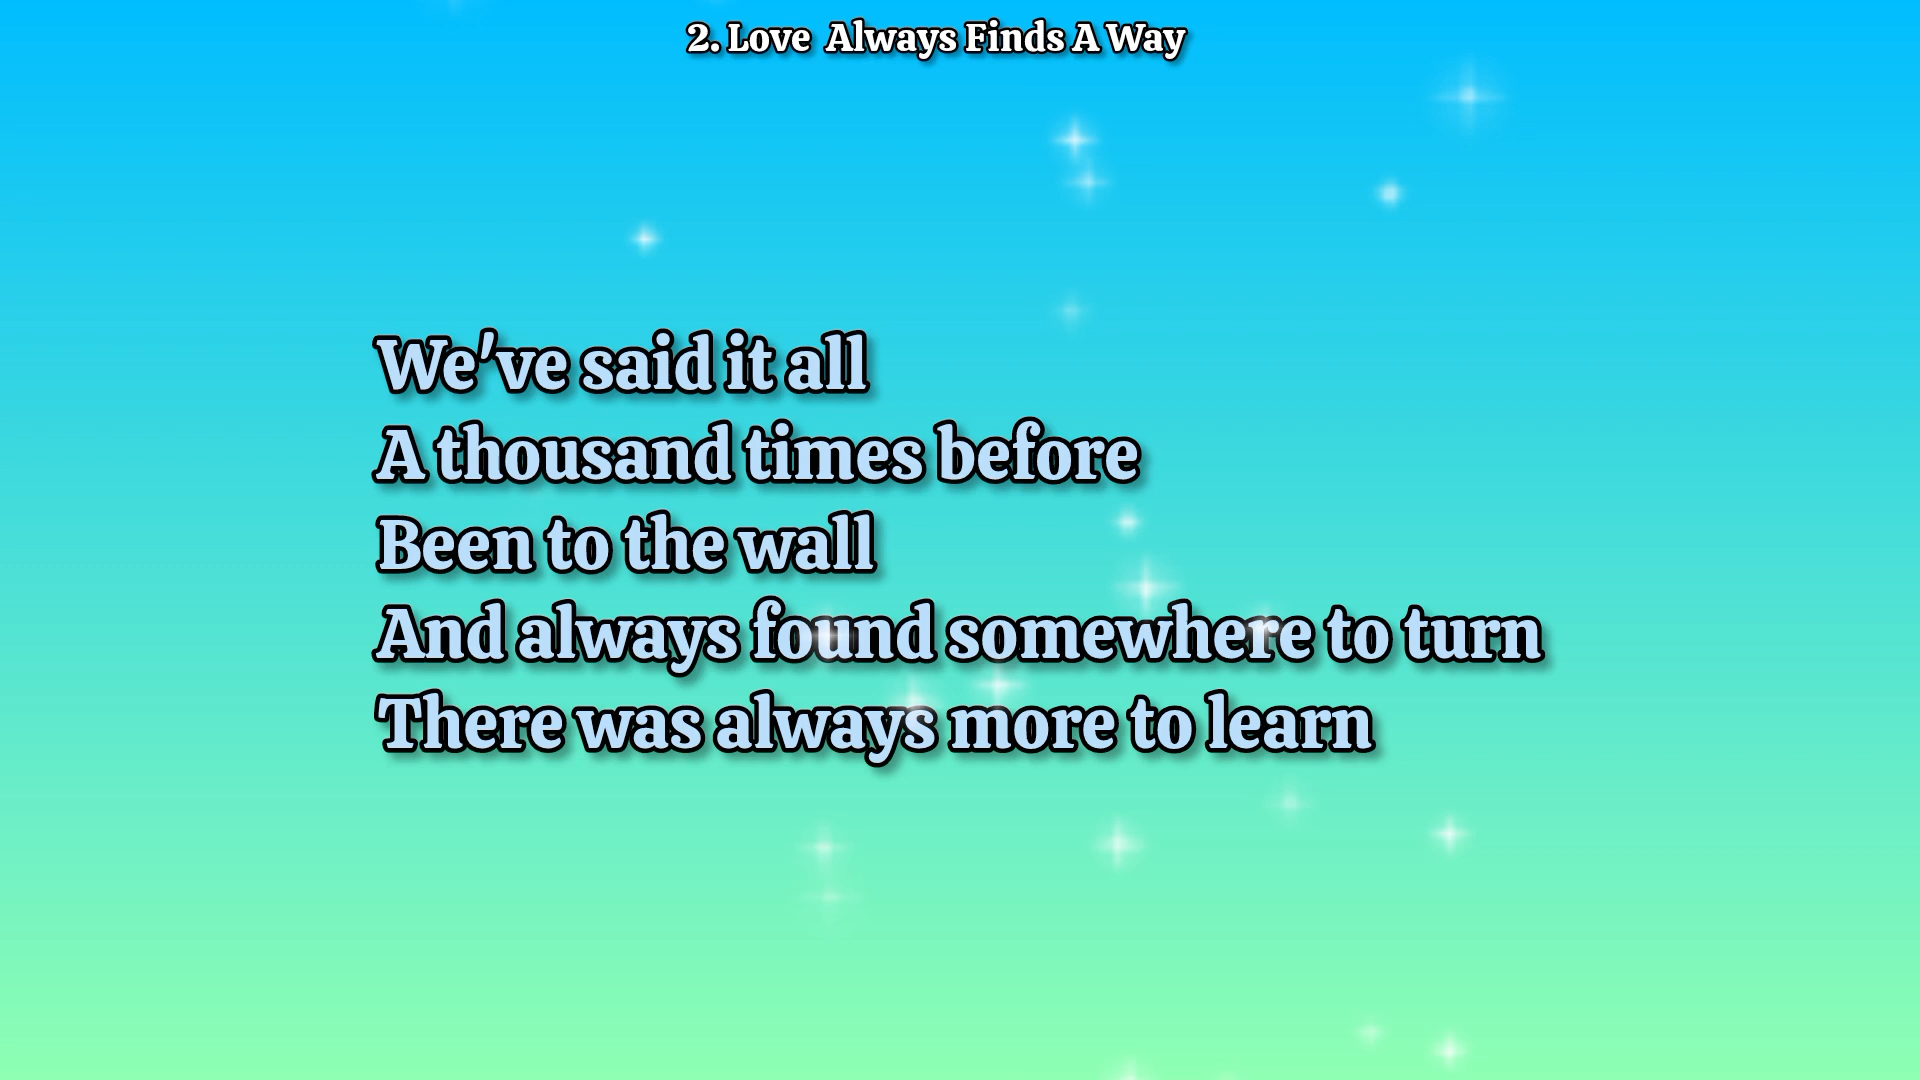 2. Love  Always Finds A Way
We've said it all
A thousand times before
Been to the wall
And always found somewhere to turn
There was always more to learn